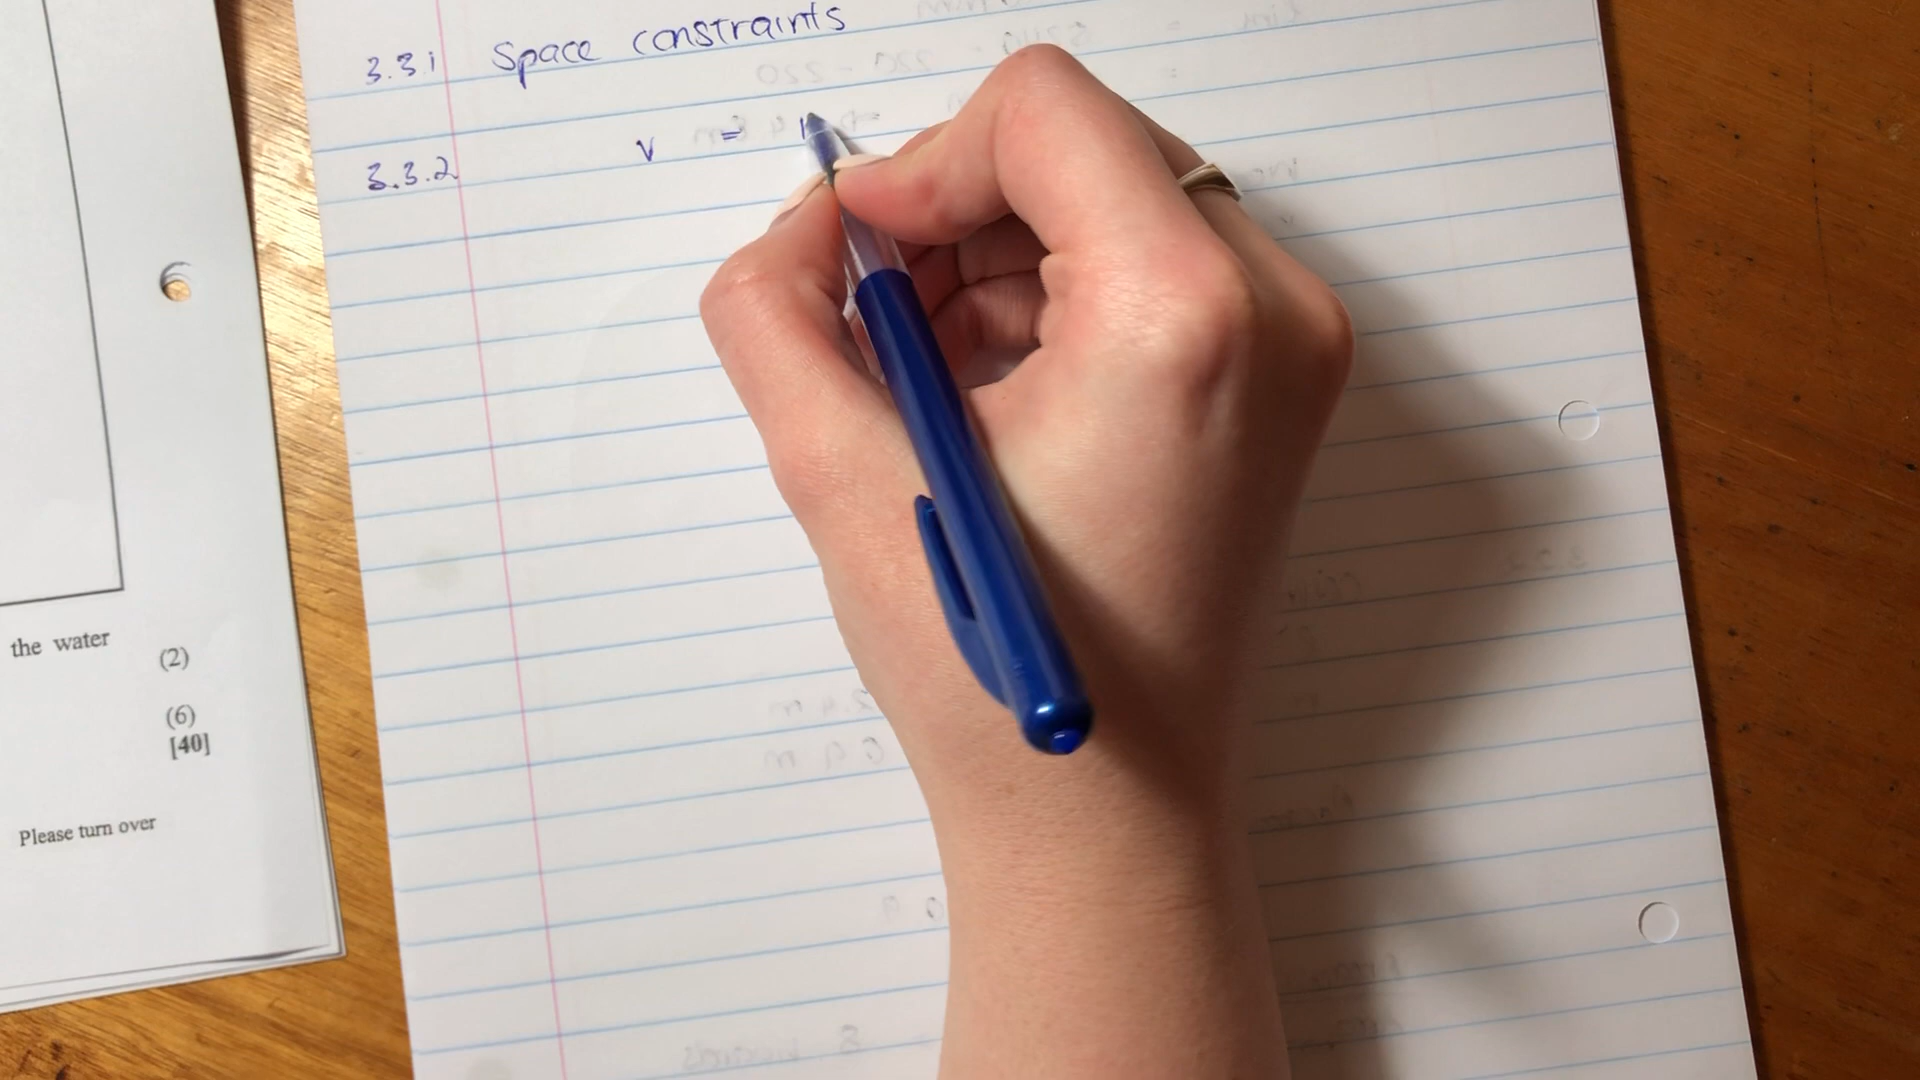 3.3.1 Space constraints
3.3.2 V =
the water
(2)
(6)
[40]
Please turn over